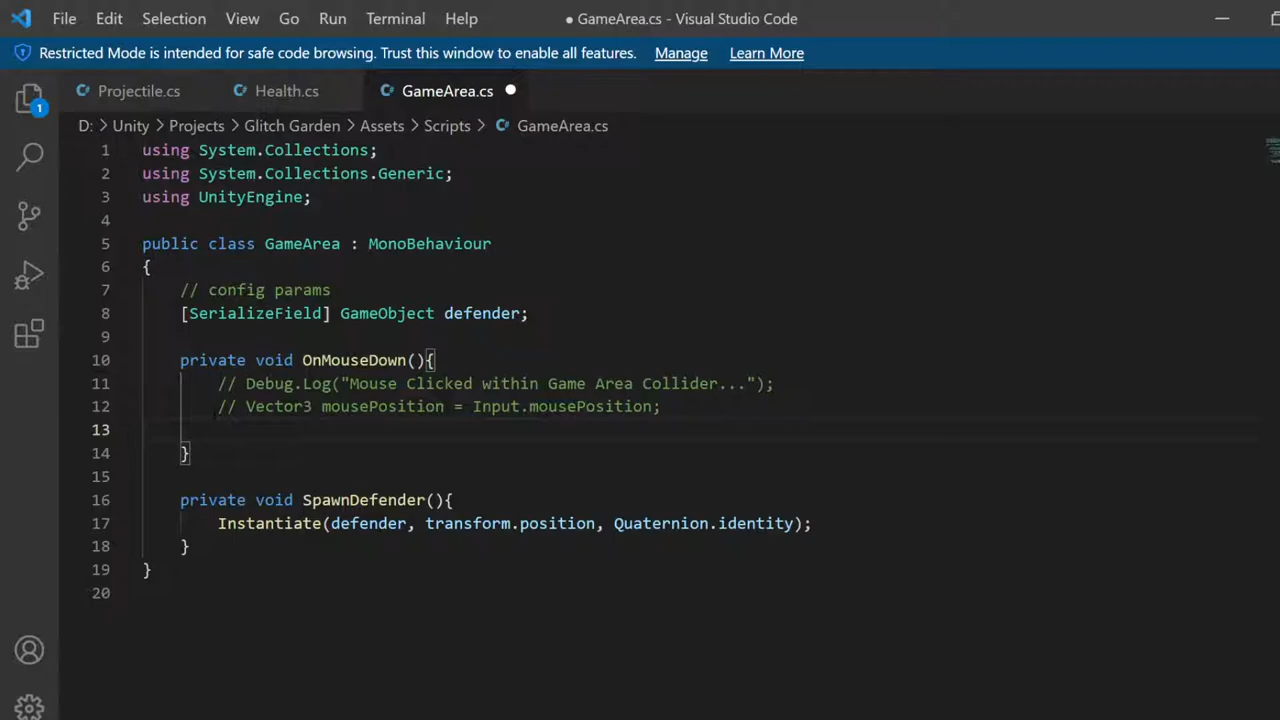 File Edit Selection View Go Run Terminal Help ● GameArea.cs - Visual Studio Code
Restricted Mode is intended for safe code browsing. Trust this window to enable all features. Manage Learn More
Projectile.cs Health.cs GameArea.cs
1
D: > Unity > Projects > Glitch Garden > Assets > Scripts > GameArea.cs
1 using System.Collections;
2 using System.Collections.Generic;
3 using UnityEngine;
4
5 public class GameArea : MonoBehaviour
6 {
7 // config params
8 [SerializeField] GameObject defender;
9
10 private void OnMouseDown(){
11 // Debug.Log("Mouse Clicked within Game Area Collider...");
12 // Vector3 mousePosition = Input.mousePosition;
13
14 }
15
16 private void SpawnDefender(){
17 Instantiate(defender, transform.position, Quaternion.identity);
18 }
19 }
20